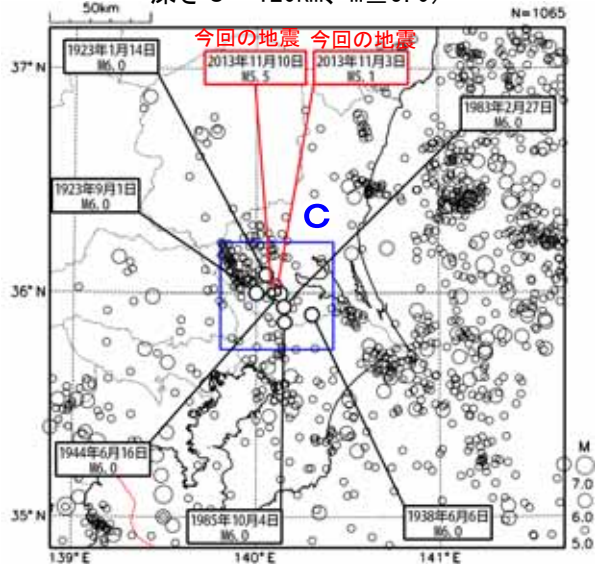 深さ0～120km、M≧5.0)
50km
N=1065
今回の地震 今回の地震
1923年1月14日
M6.0
2013年11月10日
M5.5
2013年11月3日
M5.1
37°N
1983年2月27日
M6.0
1923年9月1日
M6.0
C
36°N
1944年6月16日
M6.0
1985年10月4日
M6.0
1938年6月6日
M6.0
M
7.0
6.0
5.0
35°N
139°E
140°E
141°E